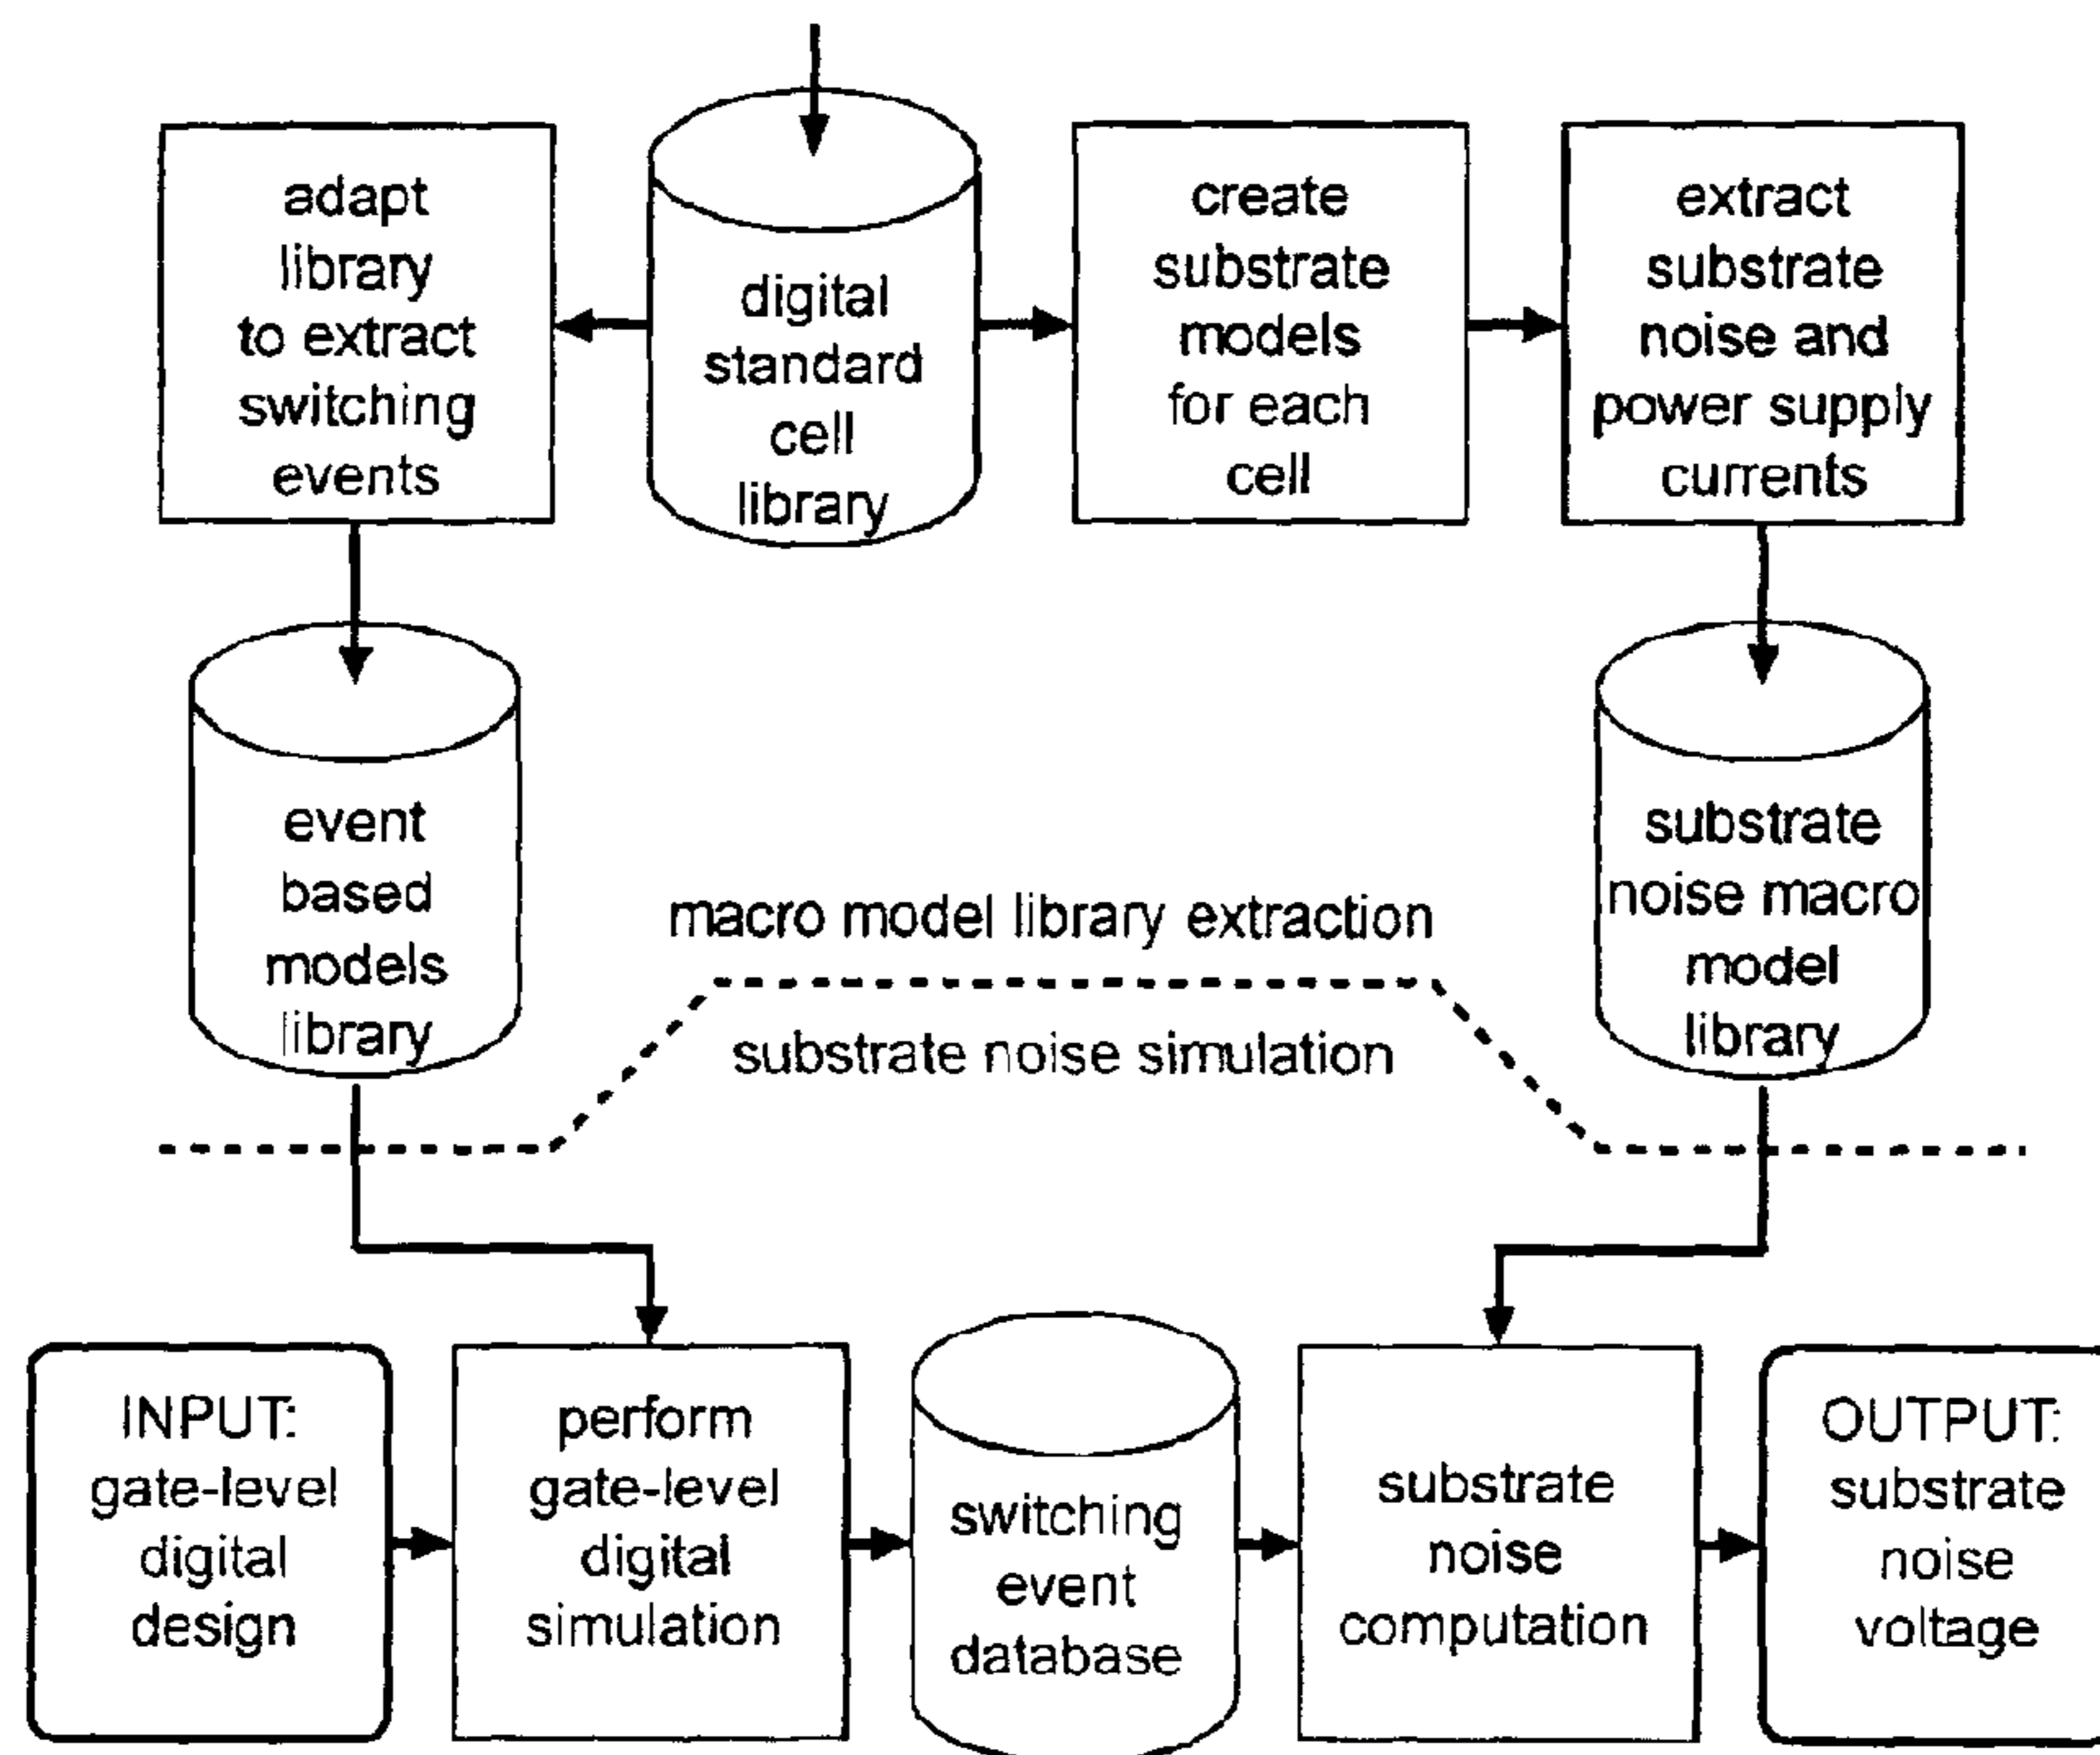 adapt
library
to extract
switching
events
digital
standard
cell
library
create
substrate
models
for each
cell
extract
substrate
noise and
power supply
currents
event
based
models
library
substrate
noise macro
model
library
macro model library extraction
substrate noise simulation
INPUT:
gate-level
digital
design
perform
gate-level
digital
simulation
switching
event
database
substrate
noise
computation
OUTPUT:
substrate
noise
voltage